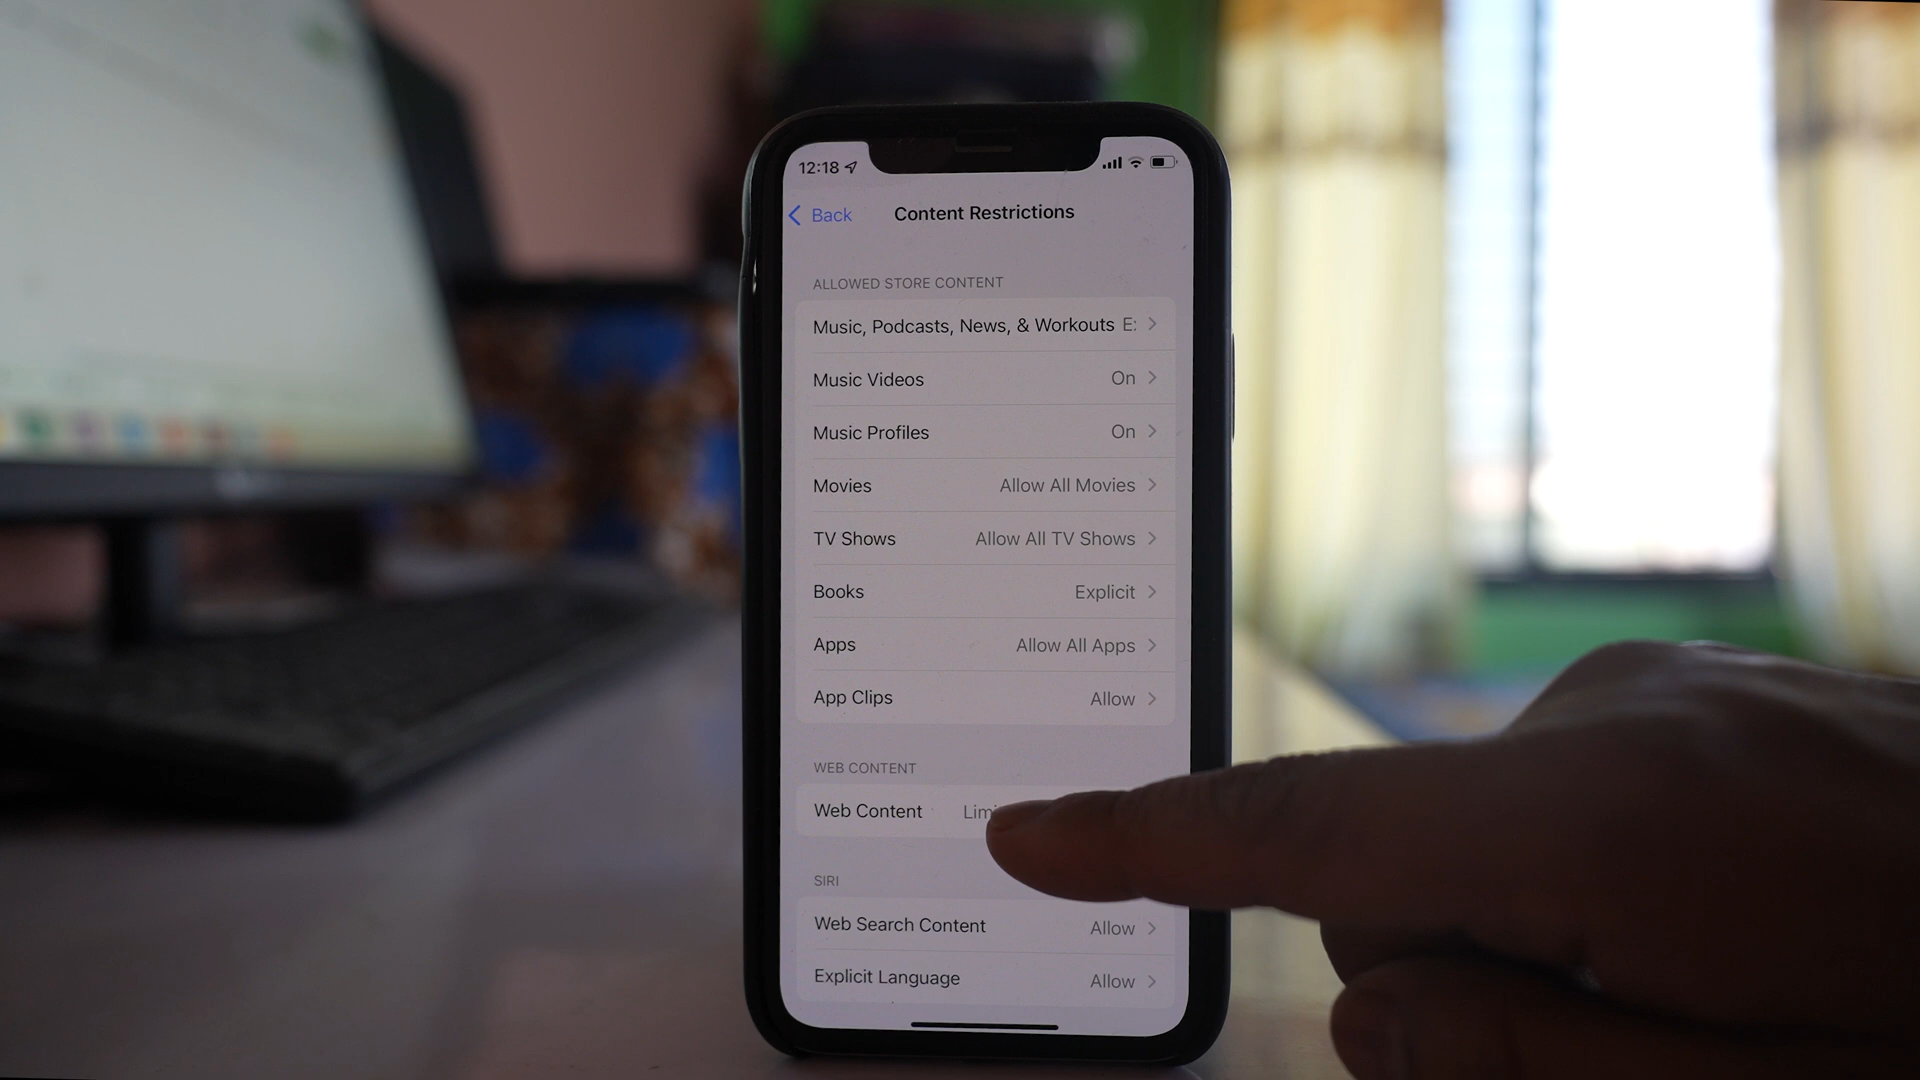 12:18
Back Content Restrictions
ALLOWED STORE CONTENT
Music, Podcasts, News, & Workouts
Music Videos On
Music Profiles On
Movies Allow All Movies
TV Shows Allow All TV Shows
Books Explicit
Apps Allow All Apps
App Clips Allow
WEB CONTENT
Web Content
SIRI
Web Search Content Allow
Explicit Language Allow